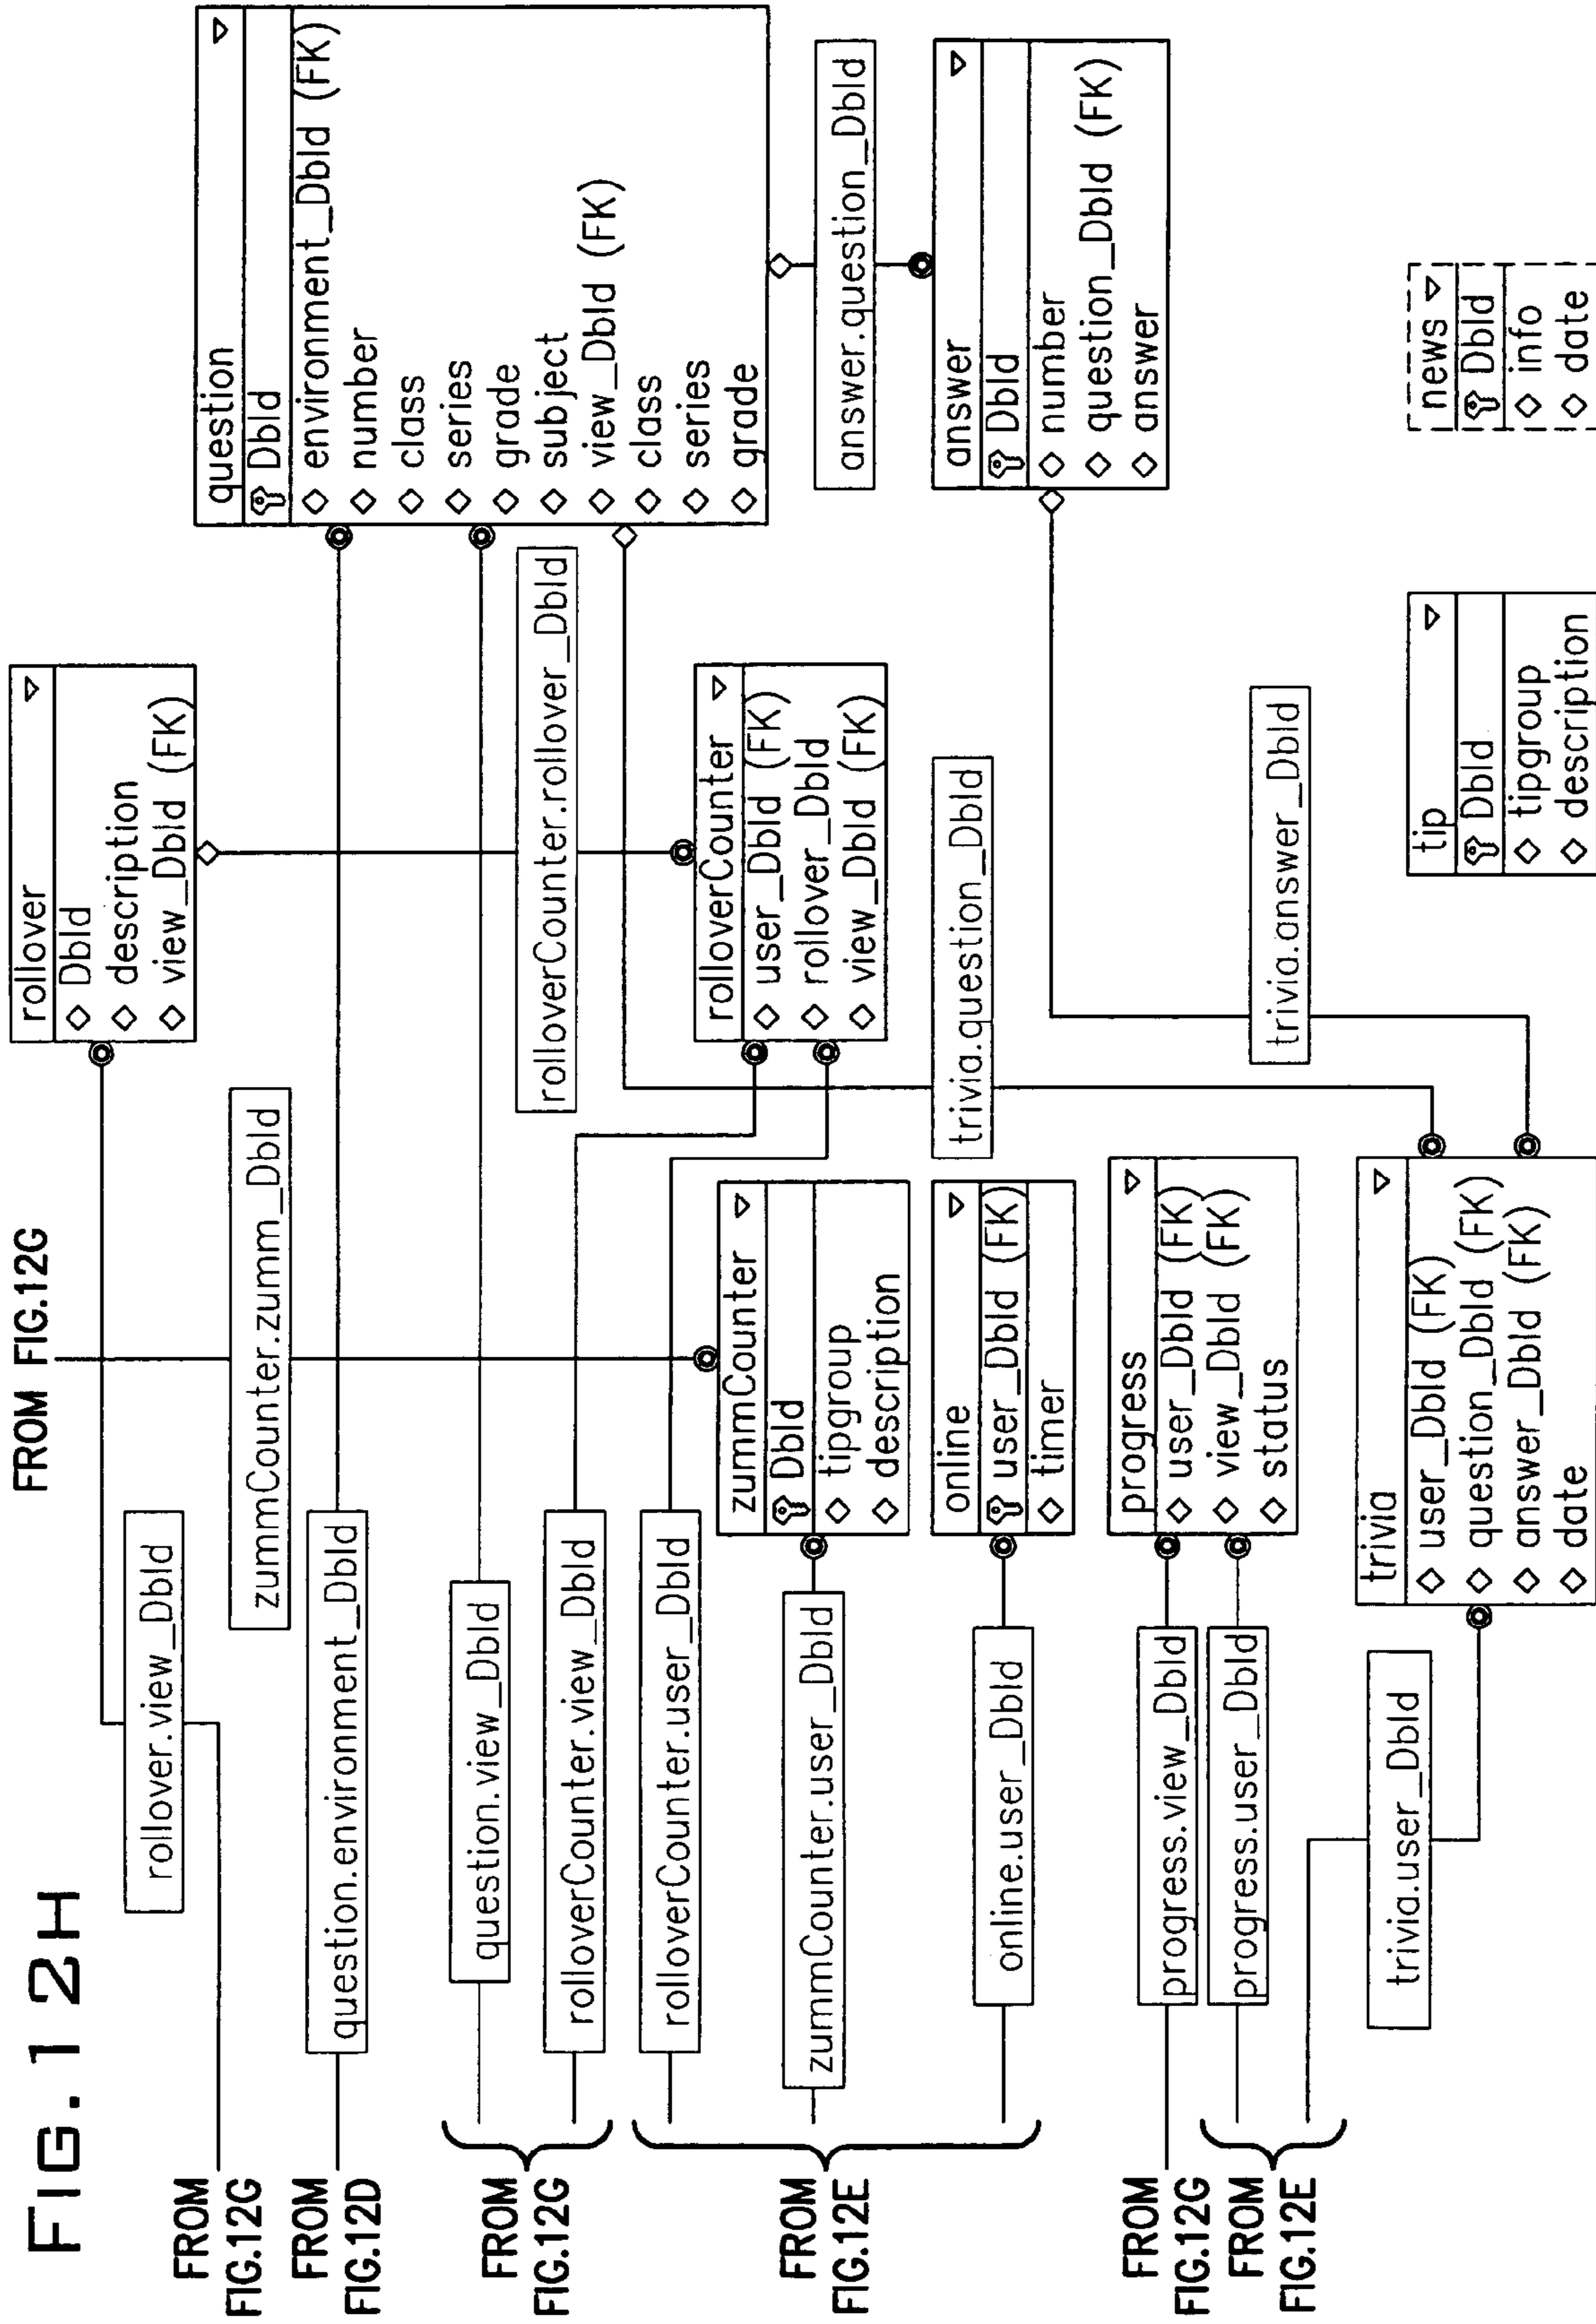 FIG. 12H
FROM FIG.12G
FROM
FIG.12G
rollover.view_DbId
rollover
DbId
description
view_DbId (FK)
zummCounter.zumm_DbId
FROM
FIG.12D
question.environment_DbId
question
DbId
environment_DbId (FK)
number
class
series
grade
subject
view_DbId (FK)
class
series
grade
FROM
FIG.12G
question.view_DbId
rolloverCounter.view_DbId
rolloverCounter.rollover_DbId
FROM
FIG.12E
rolloverCounter.user_DbId
zummCounter.user_DbId
online.user_DbId
rolloverCounter
user_DbId (FK)
rollover_DbId
view_DbId (FK)
zummCounter
DbId
tipgroup
description
answer.question_DbId
online
user_DbId (FK)
timer
trivia.question_DbId
answer
DbId
number
question_DbId (FK)
answer
FROM
FIG.12G
progress.view_DbId
FROM
FIG.12E
progress.user_DbId
progress
user_DbId (FK)
view_DbId (FK)
status
trivia.answer_DbId
trivia.user_DbId
trivia
user_DbId (FK)
question_DbId (FK)
answer_DbId (FK)
date
tip
DbId
tipgroup
description
news
DbId
info
date